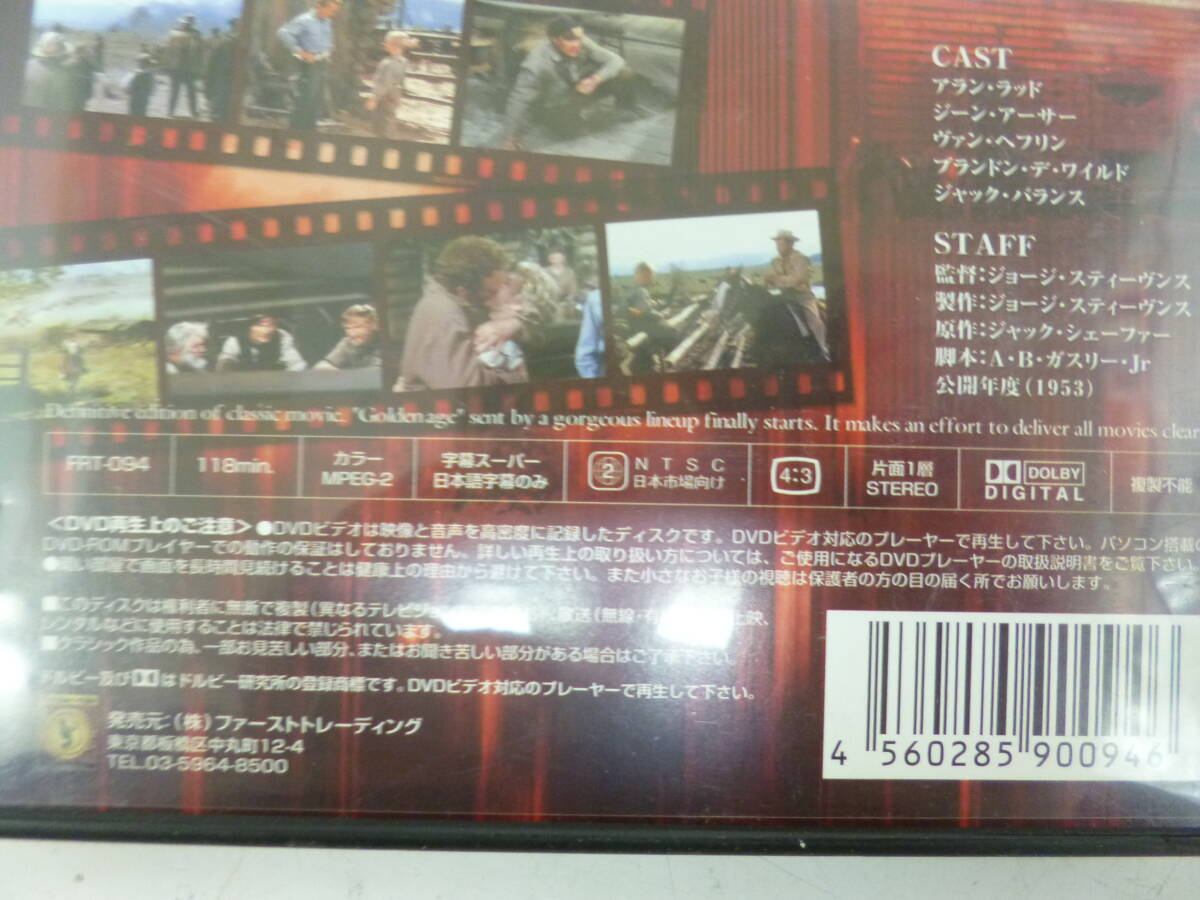 CAST
アラン・ラッド
ジーン・アーサー
ヴァン・ヘフリン
ブランドン・デ・ワイルド
ジャック・パランス
STAFF
監督:ジョージ・スティーヴンス
製作:ジョージ・スティーヴンス
原作:ジャック・シェーファー
脚本:A・B・ガスリー・Jr
公開年度(1953)
Definitive edition of classic movie. "Golden age" sent by a gorgeous lineup finally starts. It makes an effort to deliver all movies clear
FRT-094
118min.
カラー
MPEG-2
字幕スーパー
日本語字幕のみ
2
NTSC
日本市場向け
4:3
片面1層
STEREO
DOLBY
DIGITAL
複製不能
<DVD再生上のご注意>●DVDビデオは映像と音声を高密度に記録したディスクです。DVDビデオ対応のプレーヤーで再生して下さい。パソコン搭載の
DVD-ROMプレイヤーでの動作の保証はしておりません、詳しい再生上の取り扱い方については、ご使用になるDVDプレーヤーの取扱説明書をご覧下さい。
●暗い部屋で画面を長時間見続けることは健康上の理由から避けて下さい。また小さなお子様の視聴は保護者の方の目の届く所でお願いします。
■このディスクは権利者に無断で複製(異なるテレビジョ 放送(無線・有 上映、
レンタルなどに使用することは法律で禁じられています。
■クラシック作品の為、一部お見苦しい部分、またはお聞き苦しい部分がある場合はご了承下さい。
ドルビー及び は ドルビー研究所の登録商標です。DVDビデオ対応のプレーヤーで再生して下さい。
発売元:(株)ファーストトレーディング
東京都板橋区中丸町12-4
TEL.03-5964-8500
4 560285 900946